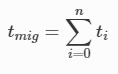 $t_{mig} = \sum_{i=0}^{n} t_i$